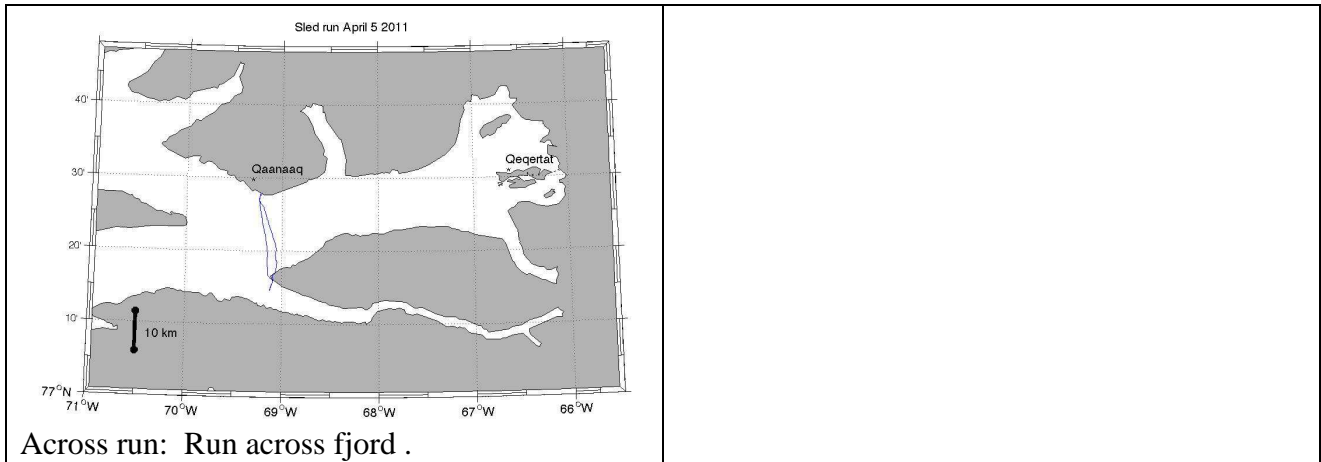 Sled run April 5 2011
40'
Qeqertat
Qaanaaq
30'
20'
10'
10 km
77°N
71°W
70°W
69°W
68°W
67°W
66°W
Across run: Run across fjord .